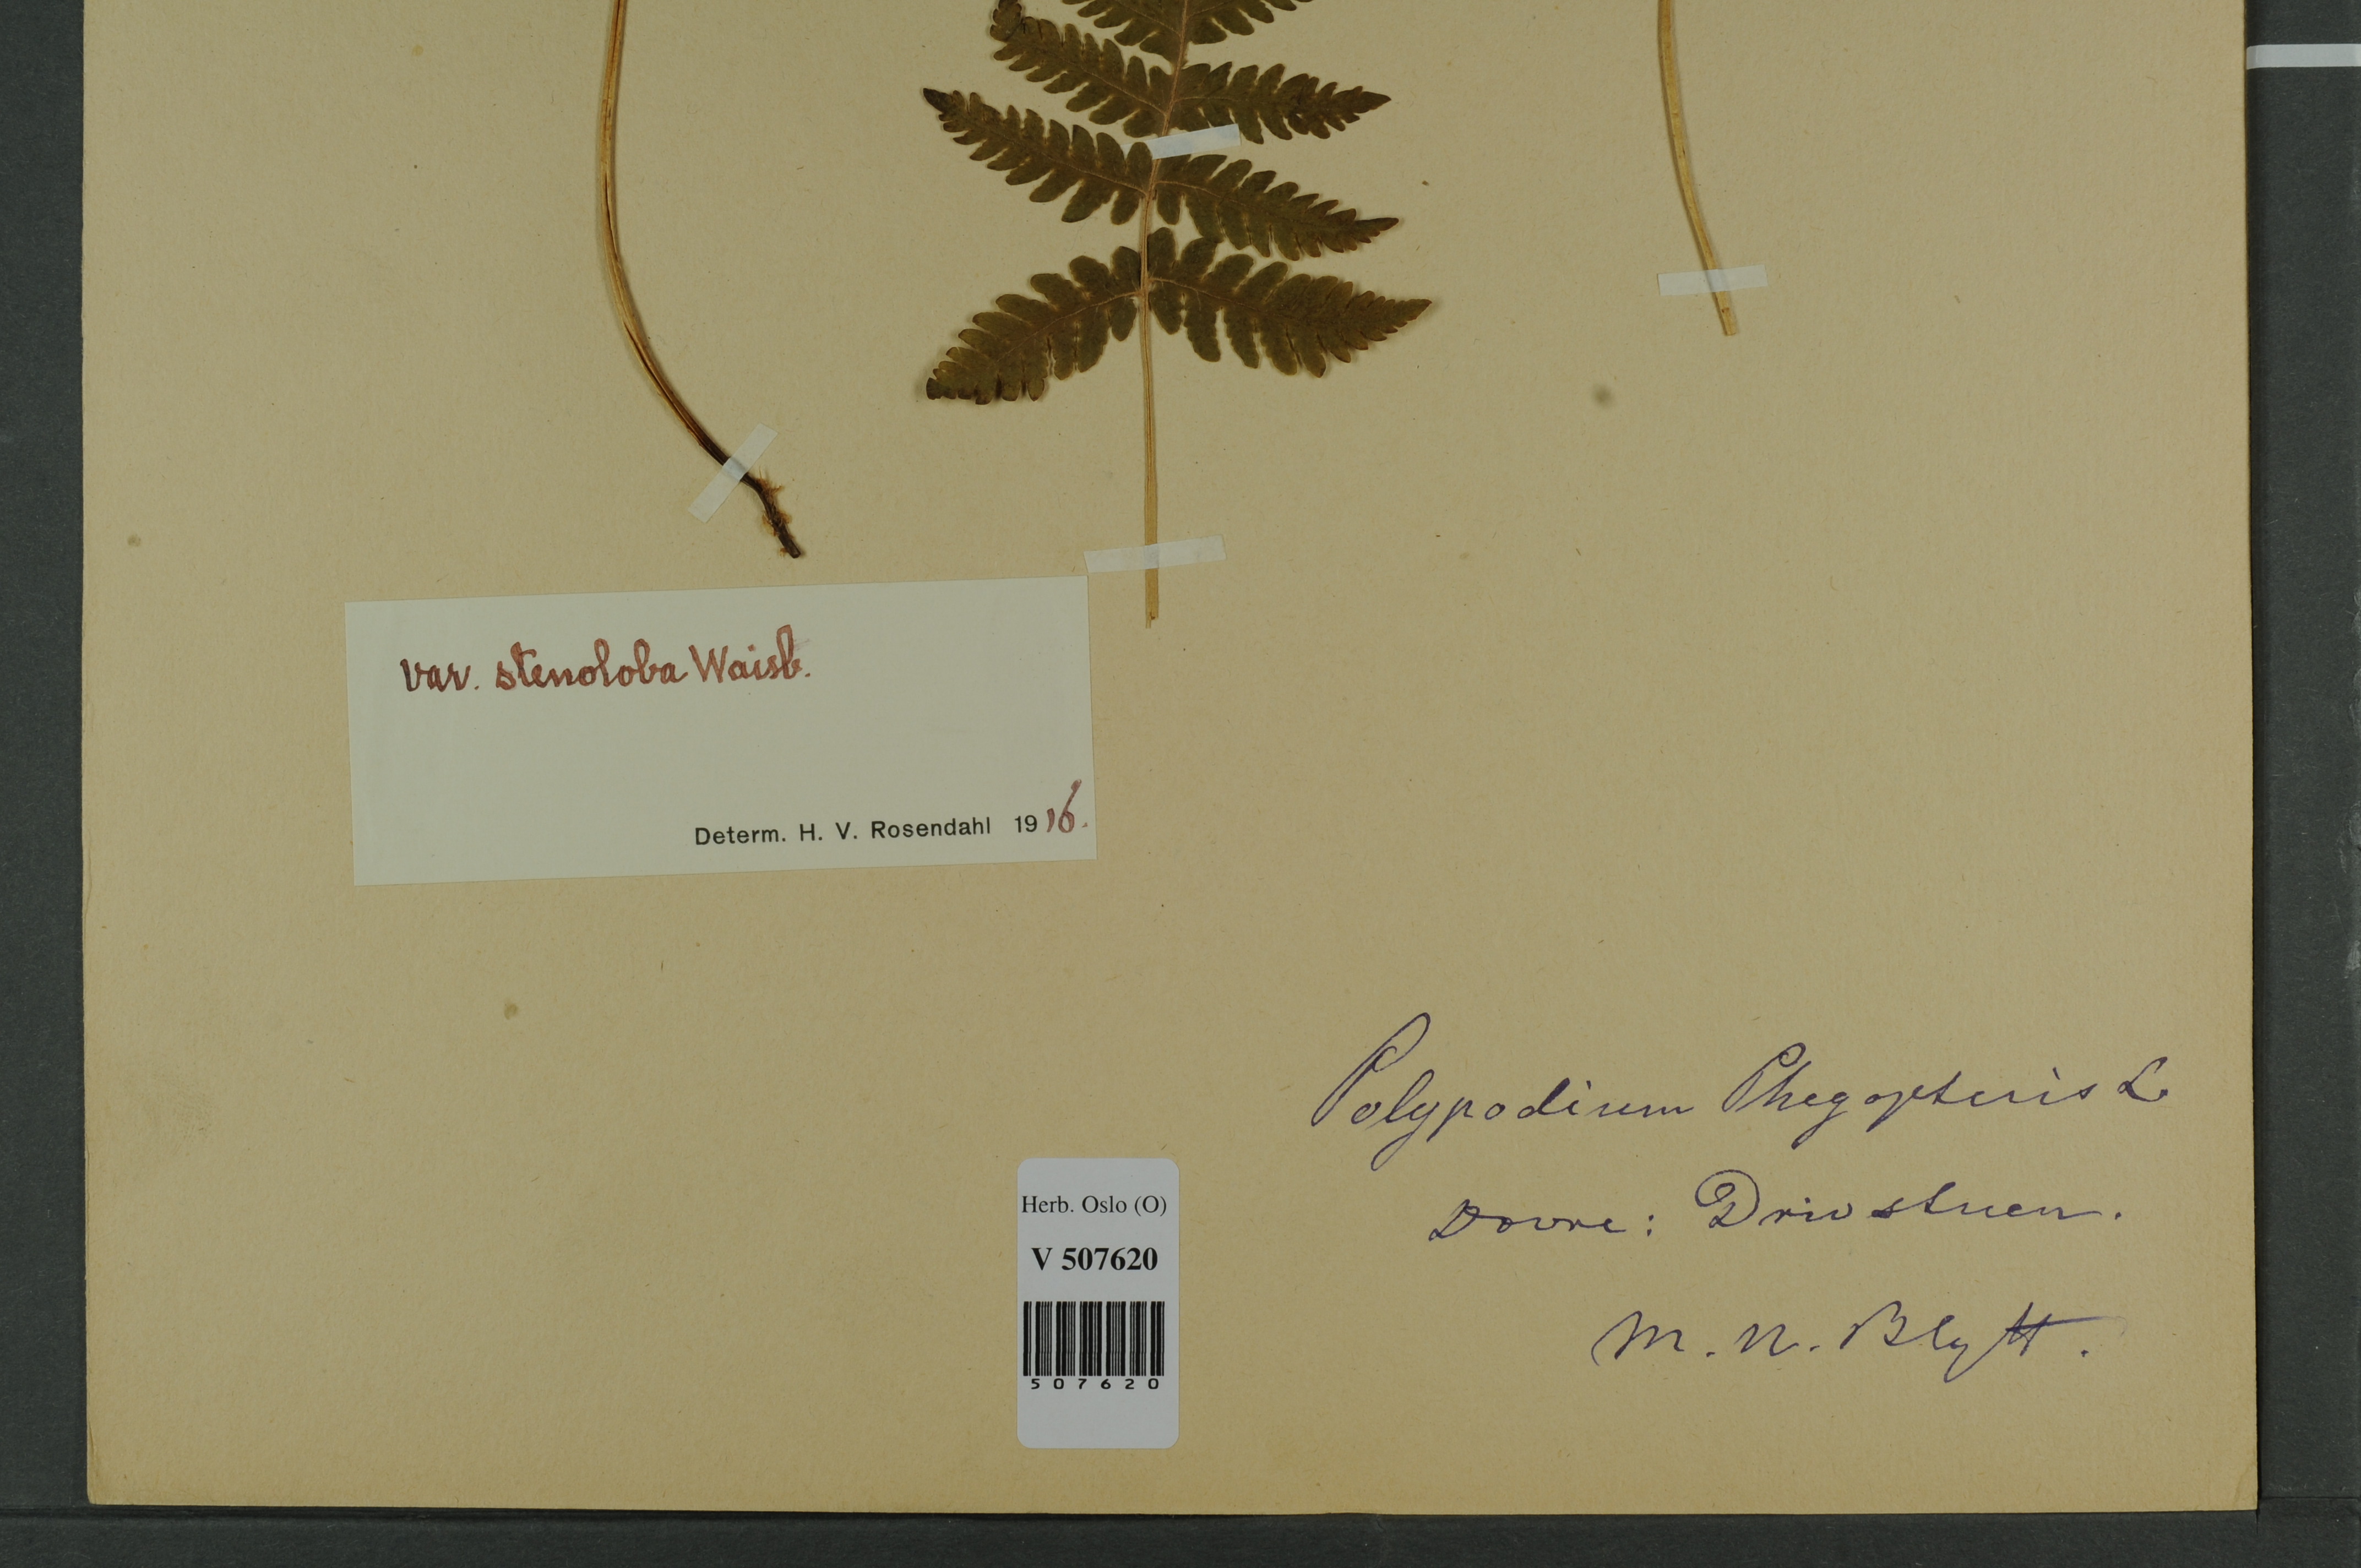 var. stenoloba Waisb.
Determ. H. V. Rosendahl 1916.
Polypodium Phegopteris L.
Dovre: Drivstuen.
M. N. Blytt.
Herb. Oslo (O)
V 507620
507620